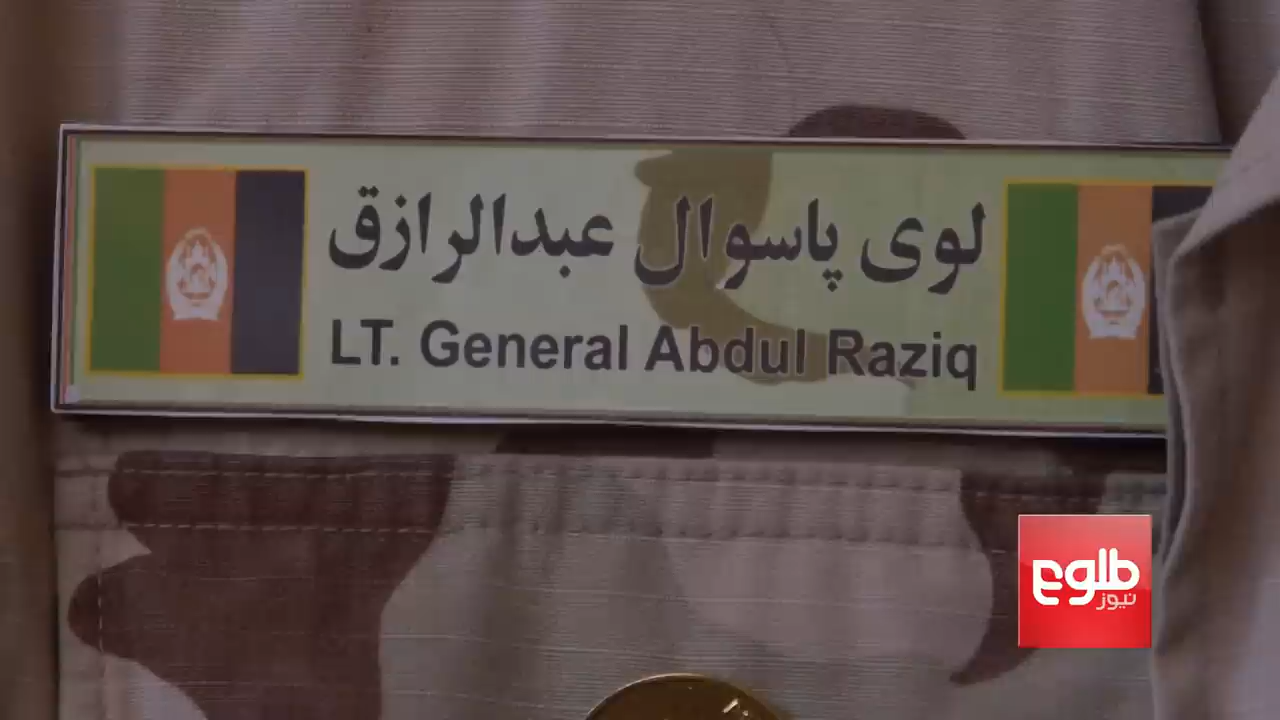 لوی پاسوال عبدالرازق
LT. General Abdul Raziq
طلوع
نیوز